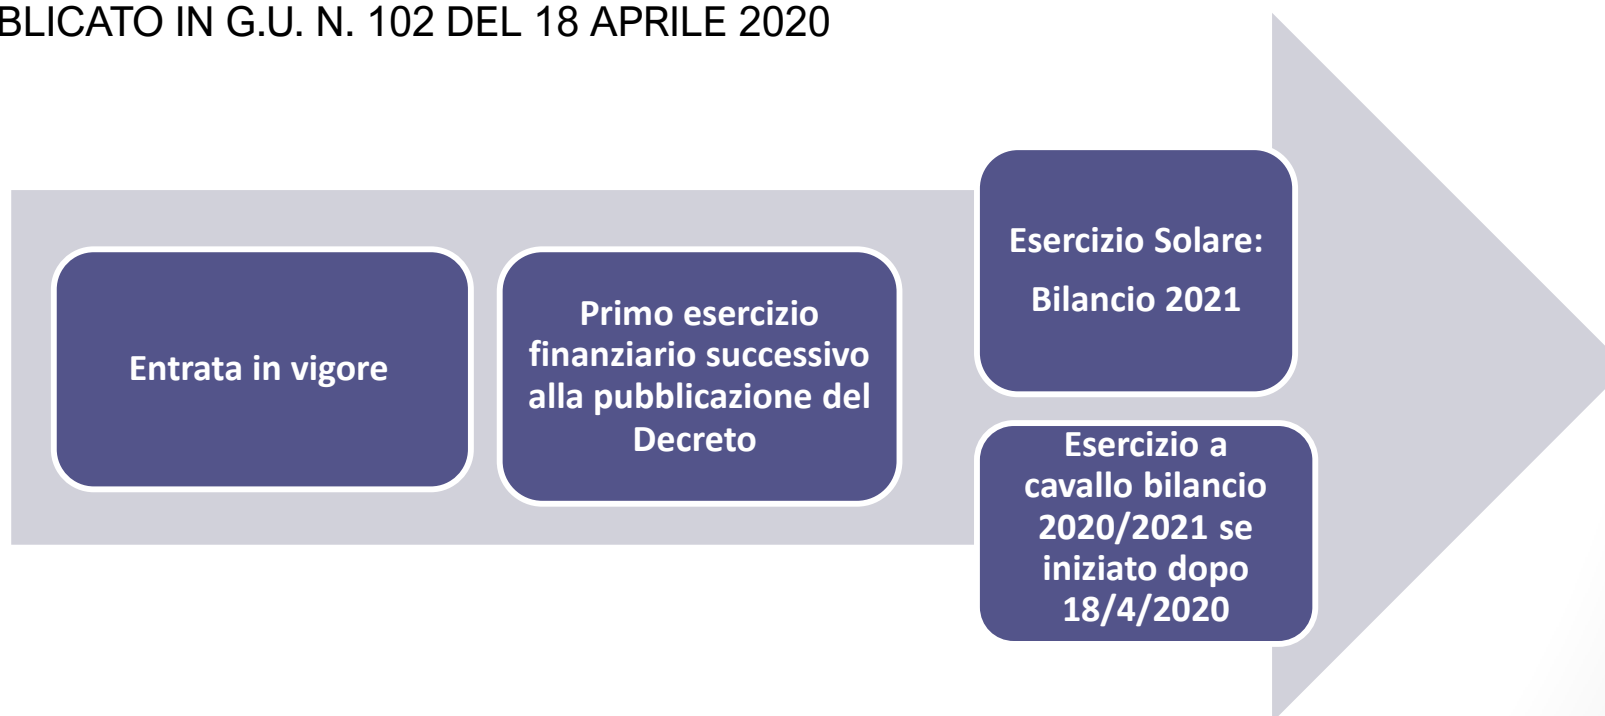 BLICATO IN G.U. N. 102 DEL 18 APRILE 2020
Entrata in vigore
Primo esercizio
finanziario successivo
alla pubblicazione del
Decreto
Esercizio Solare:
Bilancio 2021
Esercizio a
cavallo bilancio
2020/2021 se
iniziato dopo
18/4/2020